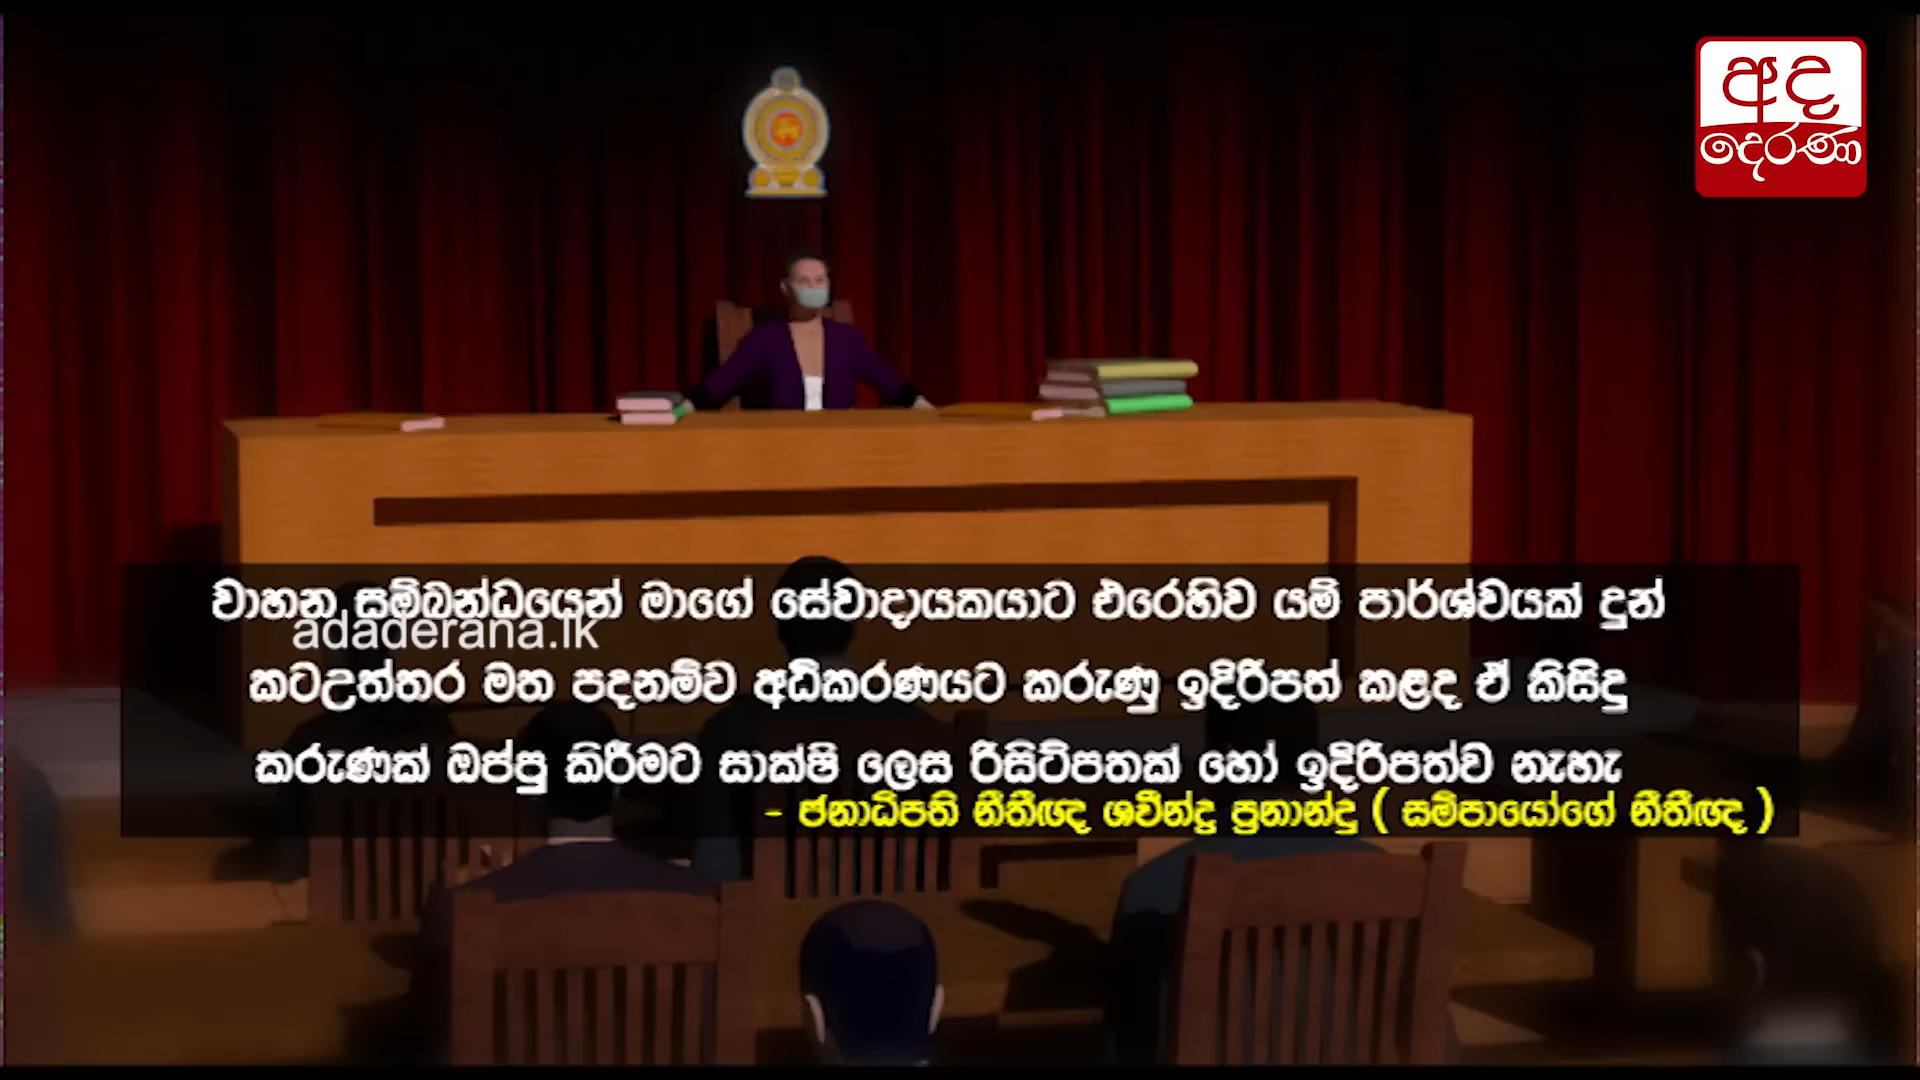 අද
දෙරණ
වාහන සම්බන්ධයෙන් මාගේ සේවාදායකයාට එරෙහිව යම් පාර්ශ්වයක් දුන්
adaderana.lk
කටඋත්තර මත පදනම්ව අධිකරණයට කරුණු ඉදිරිපත් කළද ඒ කිසිදු
කරුණක් ඔප්පු කිරීමට සාක්ෂි ලෙස රිසිට්පතක් හෝ ඉදිරිපත්ව නැහැ
- ජනාධිපති නීතීඥ ශවීන්ද්‍ර ප්‍රනාන්දු ( සම්පායෝගේ නීතීඥ )